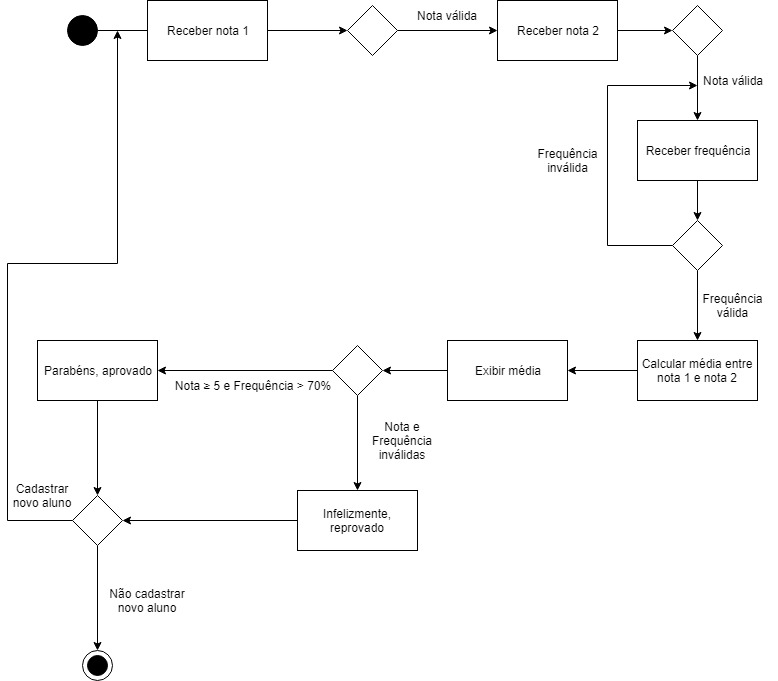 Receber nota 1
Nota válida
Receber nota 2
Nota válida
Receber frequência
Frequência
inválida
Frequência
válida
Calcular média entre
nota 1 e nota 2
Exibir média
Nota ≥ 5 e Frequência > 70%
Parabéns, aprovado
Nota e
Frequência
inválidas
Infelizmente,
reprovado
Cadastrar
novo aluno
Não cadastrar
novo aluno